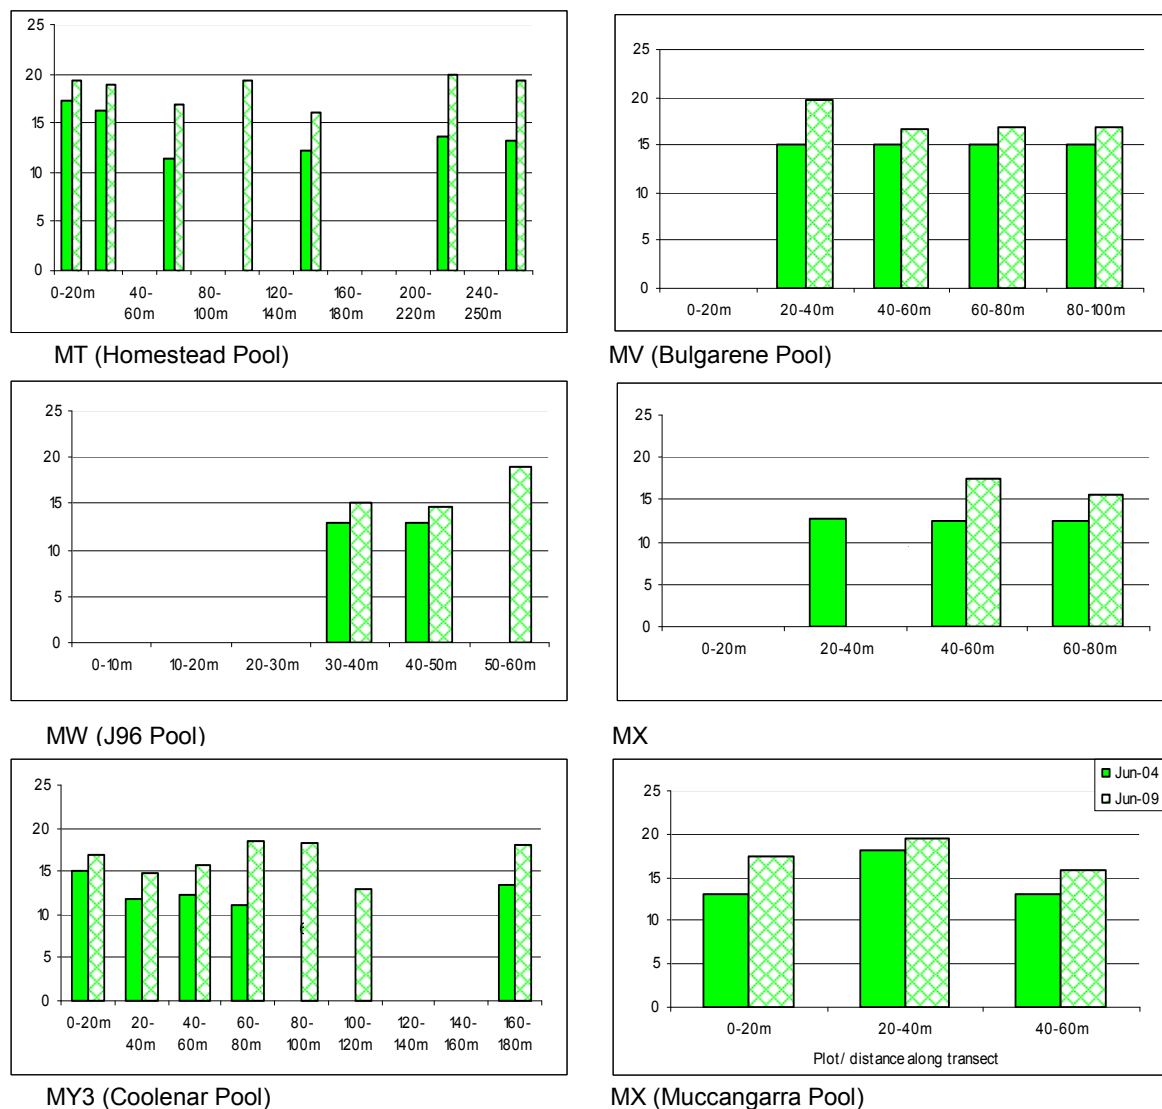 25
20
15
10
5
0
0-20m 40- 80- 120- 160- 200- 240-
60m 100m 140m 180m 220m 250m
MT (Homestead Pool)
25
20
15
10
5
0
0-20m 20-40m 40-60m 60-80m 80-100m
MV (Bulgarene Pool)
25
20
15
10
5
0
0-10m 10-20m 20-30m 30-40m 40-50m 50-60m
MW (J96 Pool)
25
20
15
10
5
0
0-20m 20-40m 40-60m 60-80m
MX
25
20
15
10
5
0
0-20m 20- 40- 60- 80- 100- 120- 140- 160-
40m 60m 80m 100m 120m 140m 160m 180m
MY3 (Coolenar Pool)
Jun-04
Jun-09
25
20
15
10
5
0
0-20m 20-40m 40-60m
Plot/ distance along transect
MX (Muccangarra Pool)